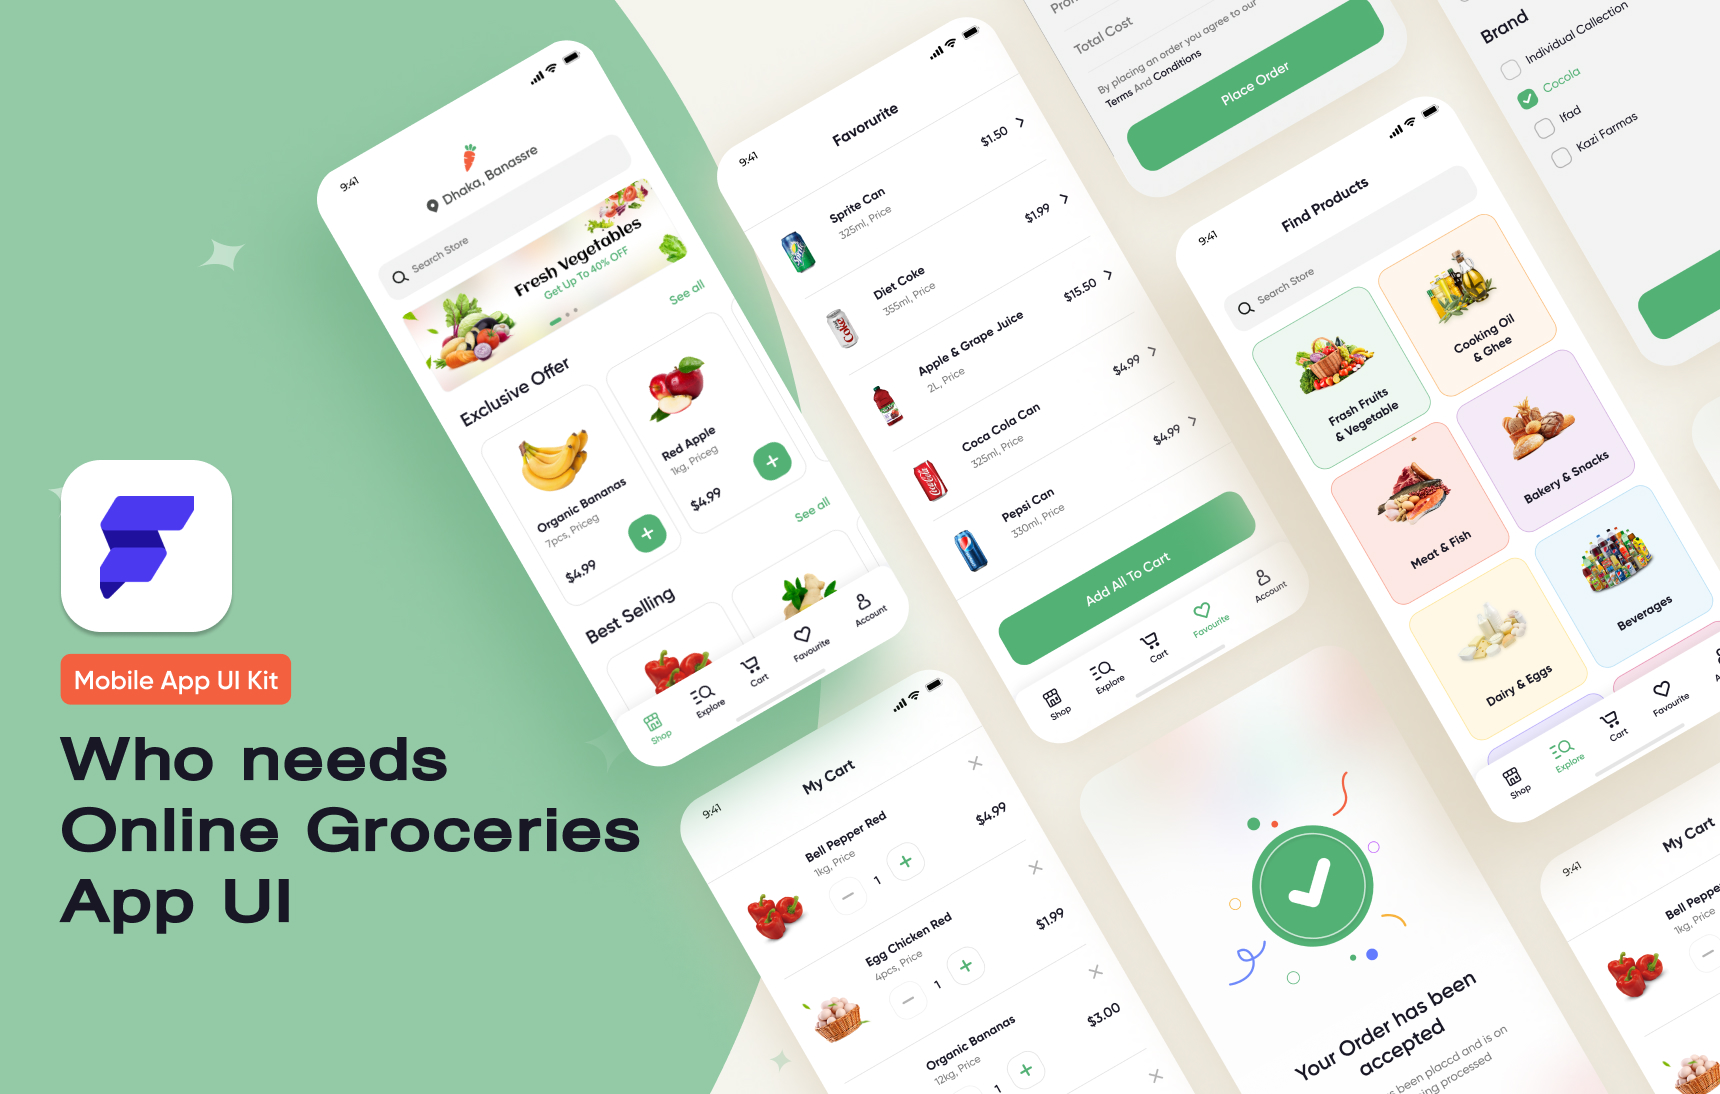 Mobile App UI Kit
Who needs
Online Groceries
App UI
9:41
Dhaka, Banassre
Search Store
Fresh Vegetables
Get Up To 40% OFF
Exclusive Offer
See all
Organic Bananas
7pcs, Priceg
$4.99
Red Apple
1kg, Priceg
$4.99
Best Selling
See all
Shop
Explore
Cart
Favourite
Account
9:41
Favorurite
Sprite Can
325ml, Price
$1.50
Diet Coke
355ml, Price
$1.99
Apple & Grape Juice
2L, Price
$15.50
Coca Cola Can
325ml, Price
$4.99
Pepsi Can
330ml, Price
$4.99
Add All To Cart
Shop
Explore
Cart
Favourite
Account
Total Cost
By placing an order you agree to our
Terms And Conditions
Place Order
Brand
Individual Callection
Cocola
Ifad
Kazi Farmas
9:41
Find Products
Search Store
Frash Fruits
& Vegetable
Cooking Oil
& Ghee
Meat & Fish
Bakery & Snacks
Dairy & Eggs
Beverages
Shop
Explore
Cart
Favourite
9:41
My Cart
Bell Pepper Red
1kg, Price
1
$4.99
Egg Chicken Red
4pcs, Price
1
$1.99
Organic Bananas
12kg, Price
1
$3.00
Your Order has been
accepted
been placcd and is on
processed
9:41
My Cart
Bell Peppe
1kg, Price